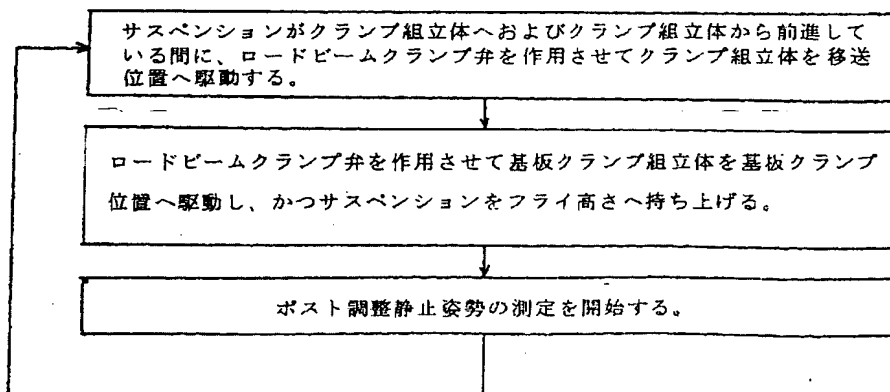 サスペンションがクランプ組立体へおよびクランプ組立体から前進して
いる間に、ロードビームクランプ弁を作用させてクランプ組立体を移送
位置へ駆動する。
ロードビームクランプ弁を作用させて基板クランプ組立体を基板クランプ
位置へ駆動し、かつサスペンションをフライ高さへ持ち上げる。
ポスト調整静止姿勢の測定を開始する。